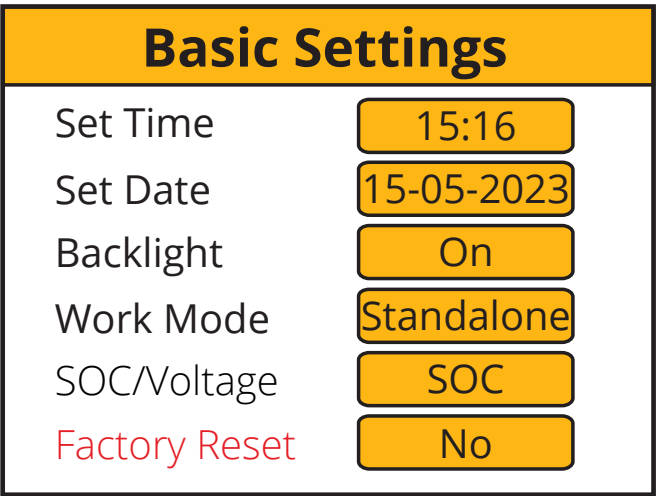 Basic Settings
Set Time 15:16
Set Date 15-05-2023
Backlight On
Work Mode Standalone
SOC/Voltage SOC
Factory Reset No